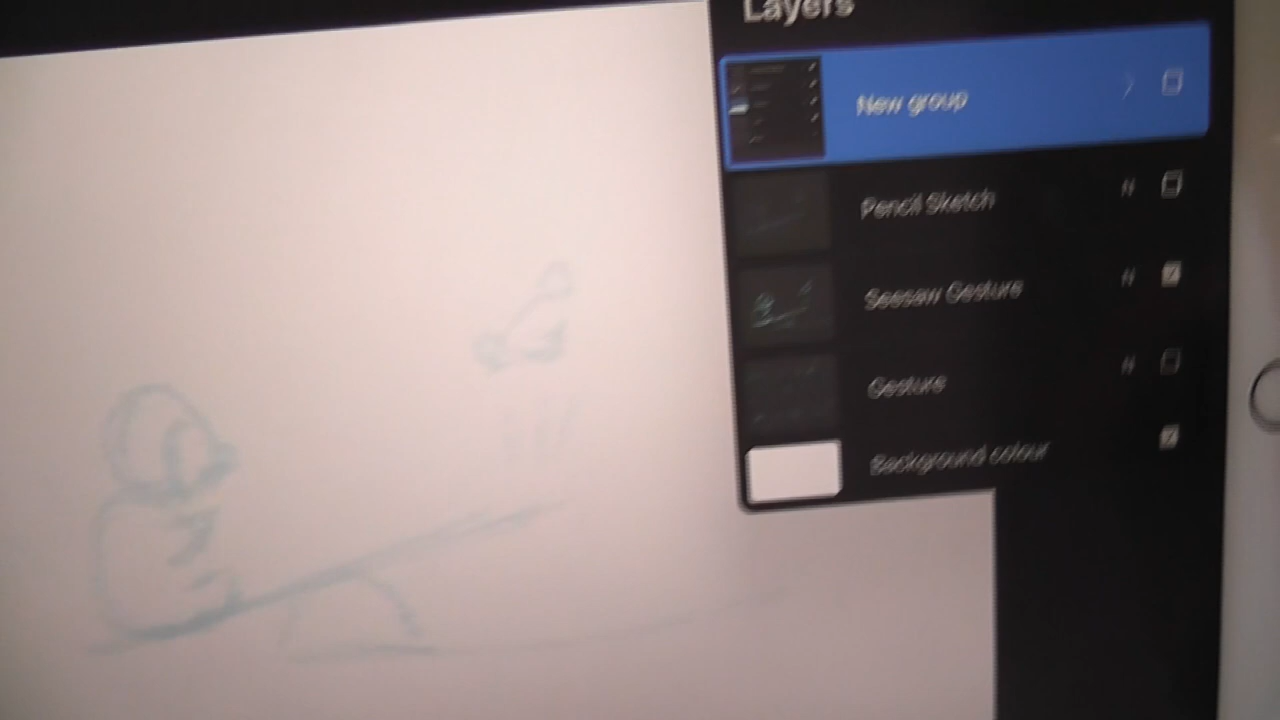 Layers
New group
Pencil Sketch
N
Seesaw Gesture
N
Gesture
N
Background colour